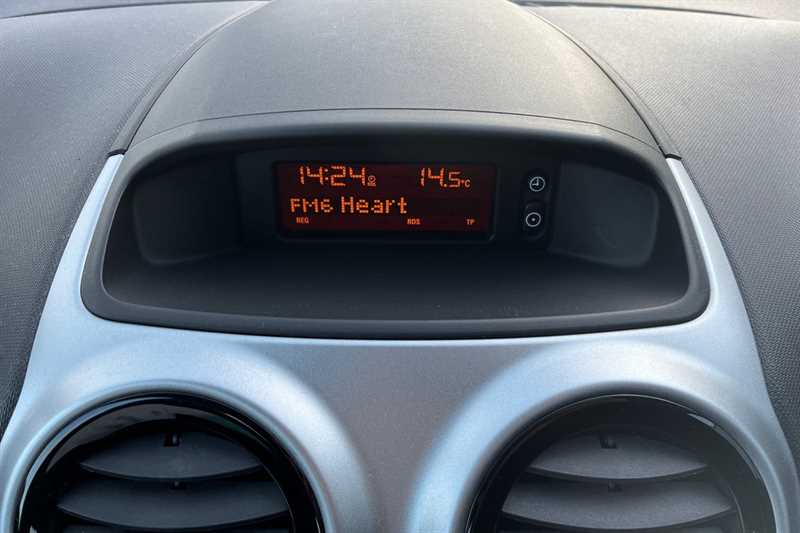 14:24 14.5°C
FM6 Heart
REG RDS TP